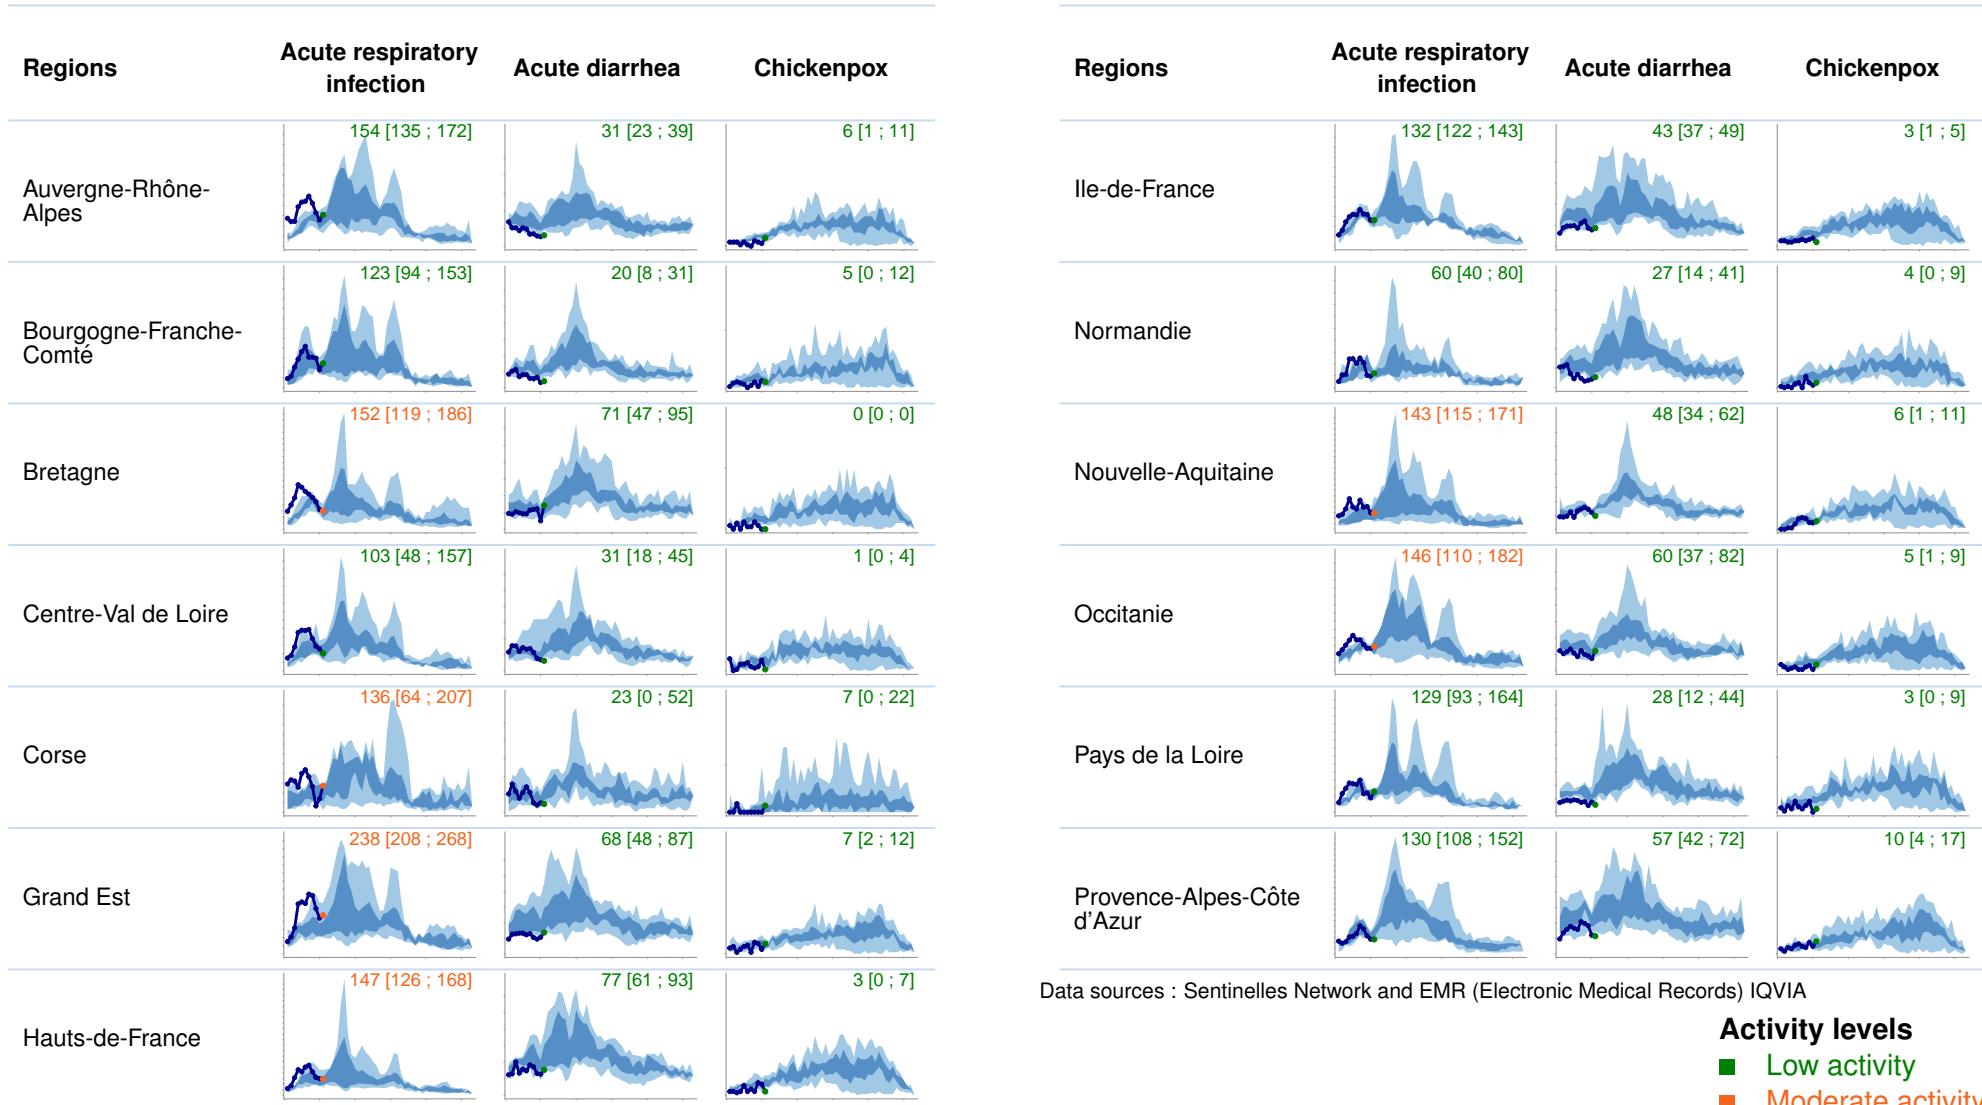 Regions
Acute respiratory
infection
Acute diarrhea
Chickenpox
Auvergne-Rhône-
Alpes
154 [135 ; 172]
31 [23 ; 39]
6 [1 ; 11]
Bourgogne-Franche-
Comté
123 [94 ; 153]
20 [8 ; 31]
5 [0 ; 12]
Bretagne
152 [119 ; 186]
71 [47 ; 95]
0 [0 ; 0]
Centre-Val de Loire
103 [48 ; 157]
31 [18 ; 45]
1 [0 ; 4]
Corse
136 [64 ; 207]
23 [0 ; 52]
7 [0 ; 22]
Grand Est
238 [208 ; 268]
68 [48 ; 87]
7 [2 ; 12]
Hauts-de-France
147 [126 ; 168]
77 [61 ; 93]
3 [0 ; 7]
Regions
Acute respiratory
infection
Acute diarrhea
Chickenpox
Ile-de-France
132 [122 ; 143]
43 [37 ; 49]
3 [1 ; 5]
Normandie
60 [40 ; 80]
27 [14 ; 41]
4 [0 ; 9]
Nouvelle-Aquitaine
143 [115 ; 171]
48 [34 ; 62]
6 [1 ; 11]
Occitanie
146 [110 ; 182]
60 [37 ; 82]
5 [1 ; 9]
Pays de la Loire
129 [93 ; 164]
28 [12 ; 44]
3 [0 ; 9]
Provence-Alpes-Côte
d'Azur
130 [108 ; 152]
57 [42 ; 72]
10 [4 ; 17]
Data sources : Sentinelles Network and EMR (Electronic Medical Records) IQVIA
Activity levels
Low activity
Moderate activity